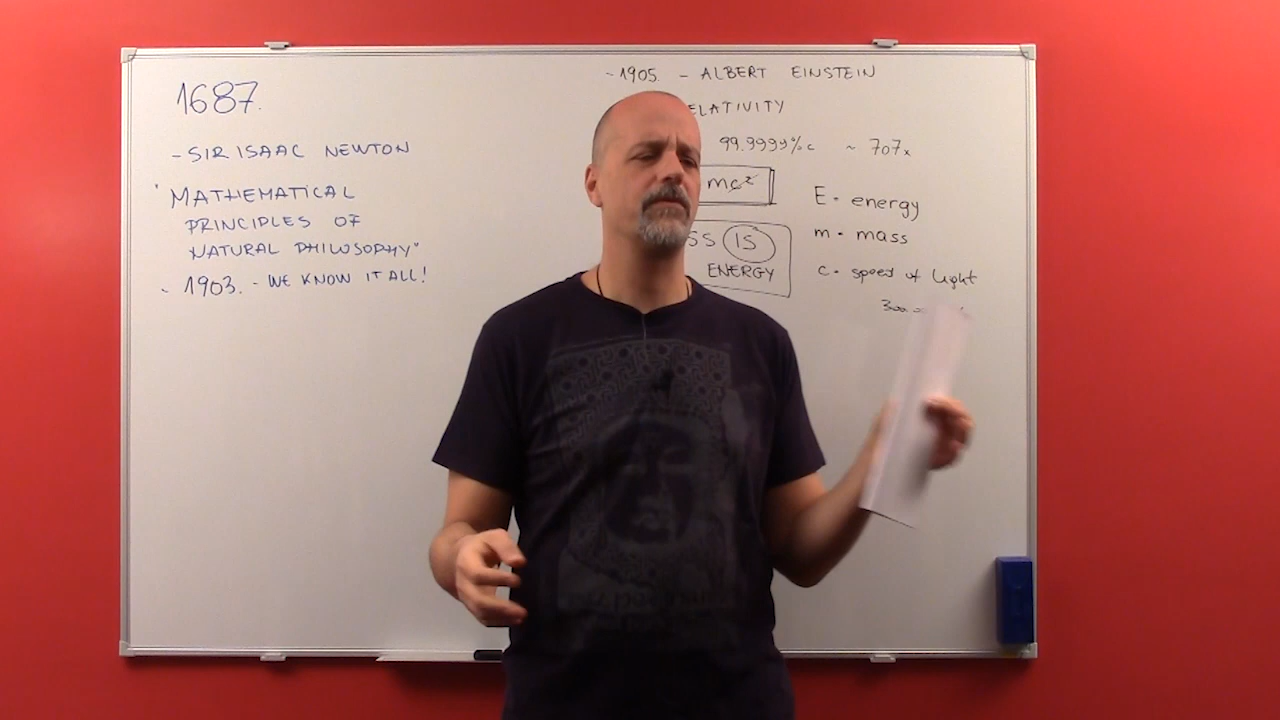 1687.
- SIR ISAAC NEWTON
"MATHEMATICAL
PRINCIPLES OF
NATURAL PHILOSOPHY"
- 1903. - WE KNOW IT ALL!
- 1905. - ALBERT EINSTEIN
ELATIVITY
99.9999%c ~ 707x
mc²
SS IS
ENERGY
E - energy
m - mass
c - speed of light